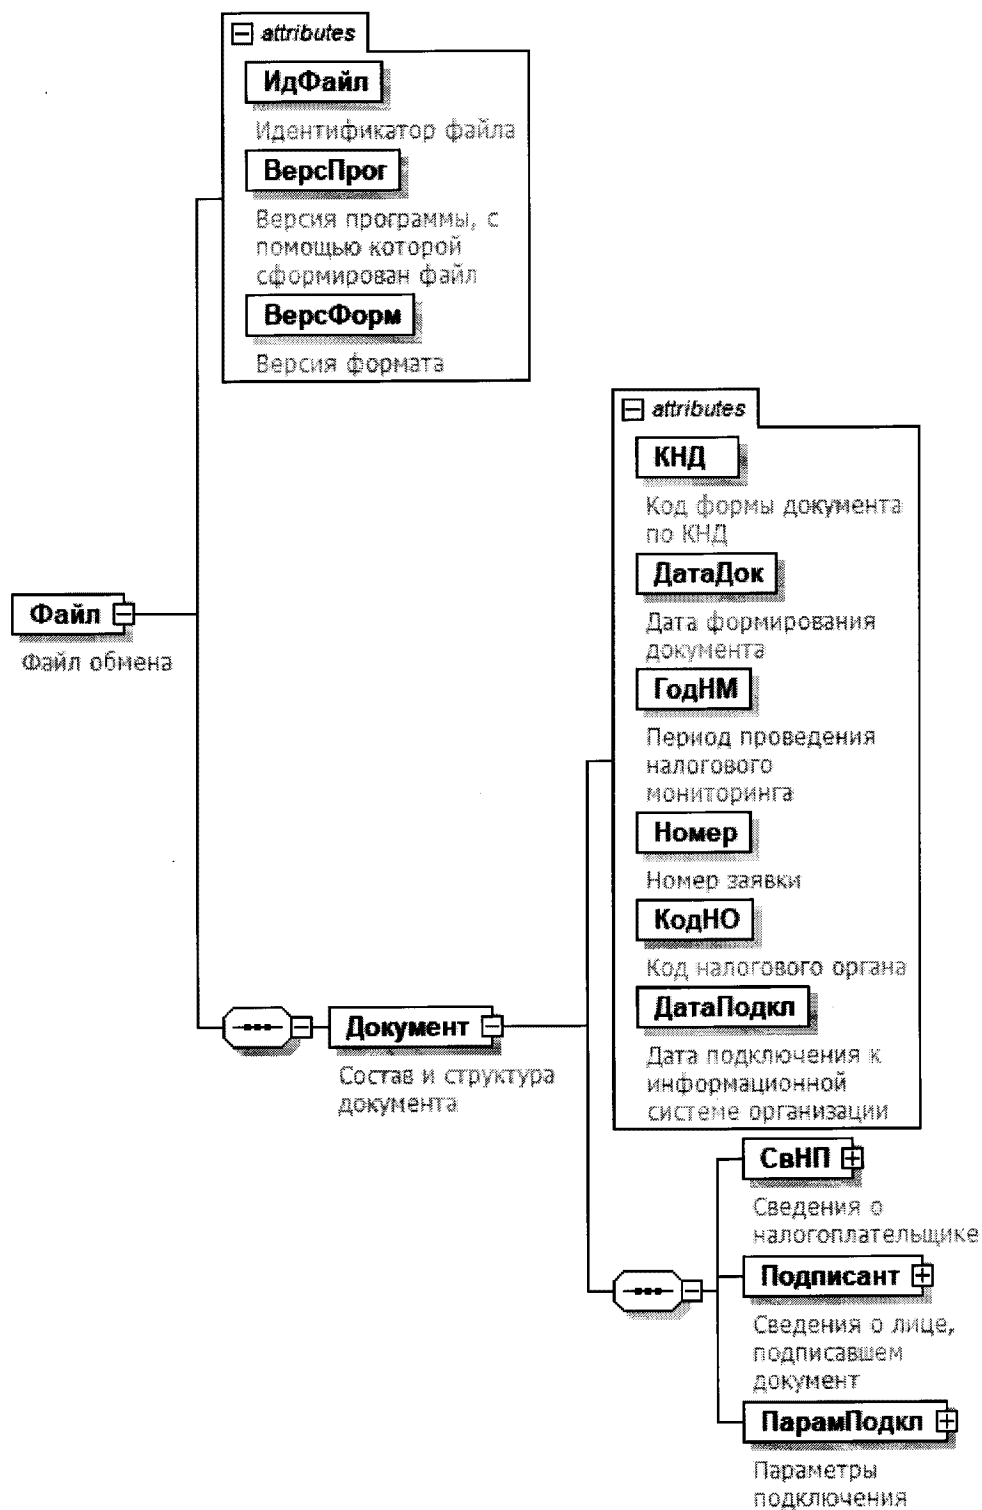 attributes
ИдФайл
Идентификатор файла
ВерсПрог
Версия программы, с
помощью которой
сформирован файл
ВерсФорм
Версия формата
Файл
Файл обмена
Документ
Состав и структура
документа
attributes
КНД
Код формы документа
по КНД
ДатаДок
Дата формирования
документа
ГодНМ
Период проведения
налогового
мониторинга
Номер
Номер заявки
КодНО
Код налогового органа
ДатаПодкл
Дата подключения к
информационной
системе организации
СвНП
Сведения о
налогоплательщике
Подписант
Сведения о лице,
подписавшем
документ
ПарамПодкл
Параметры
подключения